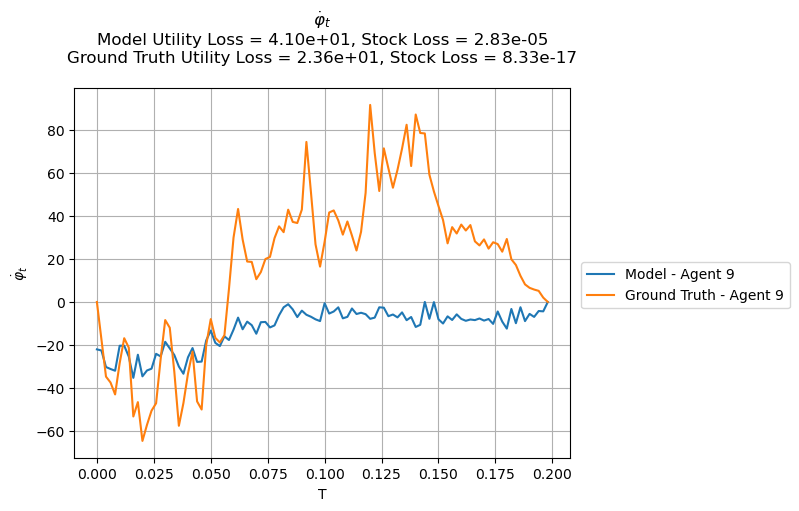 φ̇ₜ
Model Utility Loss = 4.10e+01, Stock Loss = 2.83e-05
Ground Truth Utility Loss = 2.36e+01, Stock Loss = 8.33e-17
80
60
40
20
0
−20
−40
−60
φ̇ₜ
0.000 0.025 0.050 0.075 0.100 0.125 0.150 0.175 0.200
T
Model - Agent 9
Ground Truth - Agent 9